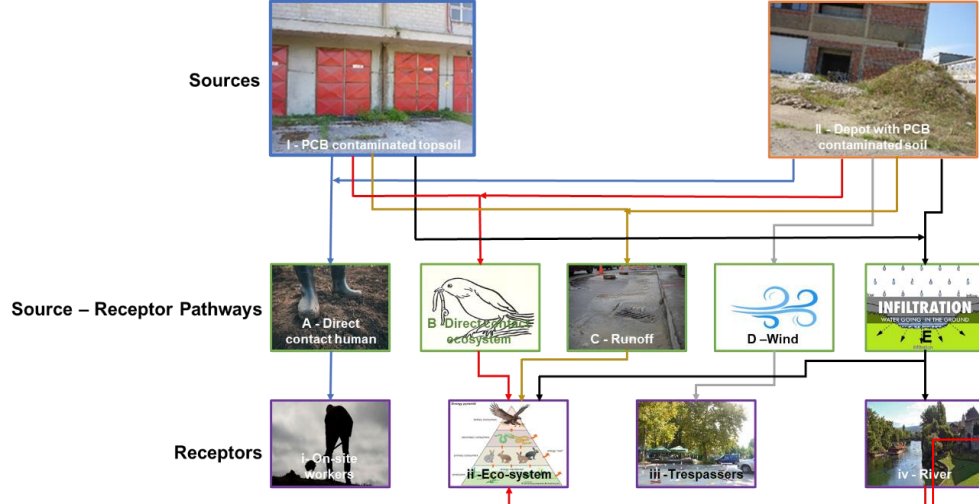 Sources
I - PCB contaminated topsoil
II - Depot with PCB
contaminated soil
Source – Receptor Pathways
A - Direct
contact human
B -Direct contact
ecosystem
C - Runoff
D –Wind
INFILTRATION
WATER GOING IN THE GROUND
E
Receptors
i- On-site
workers
Energy pyramid
ii -Eco-system
iii -Trespassers
iv - River